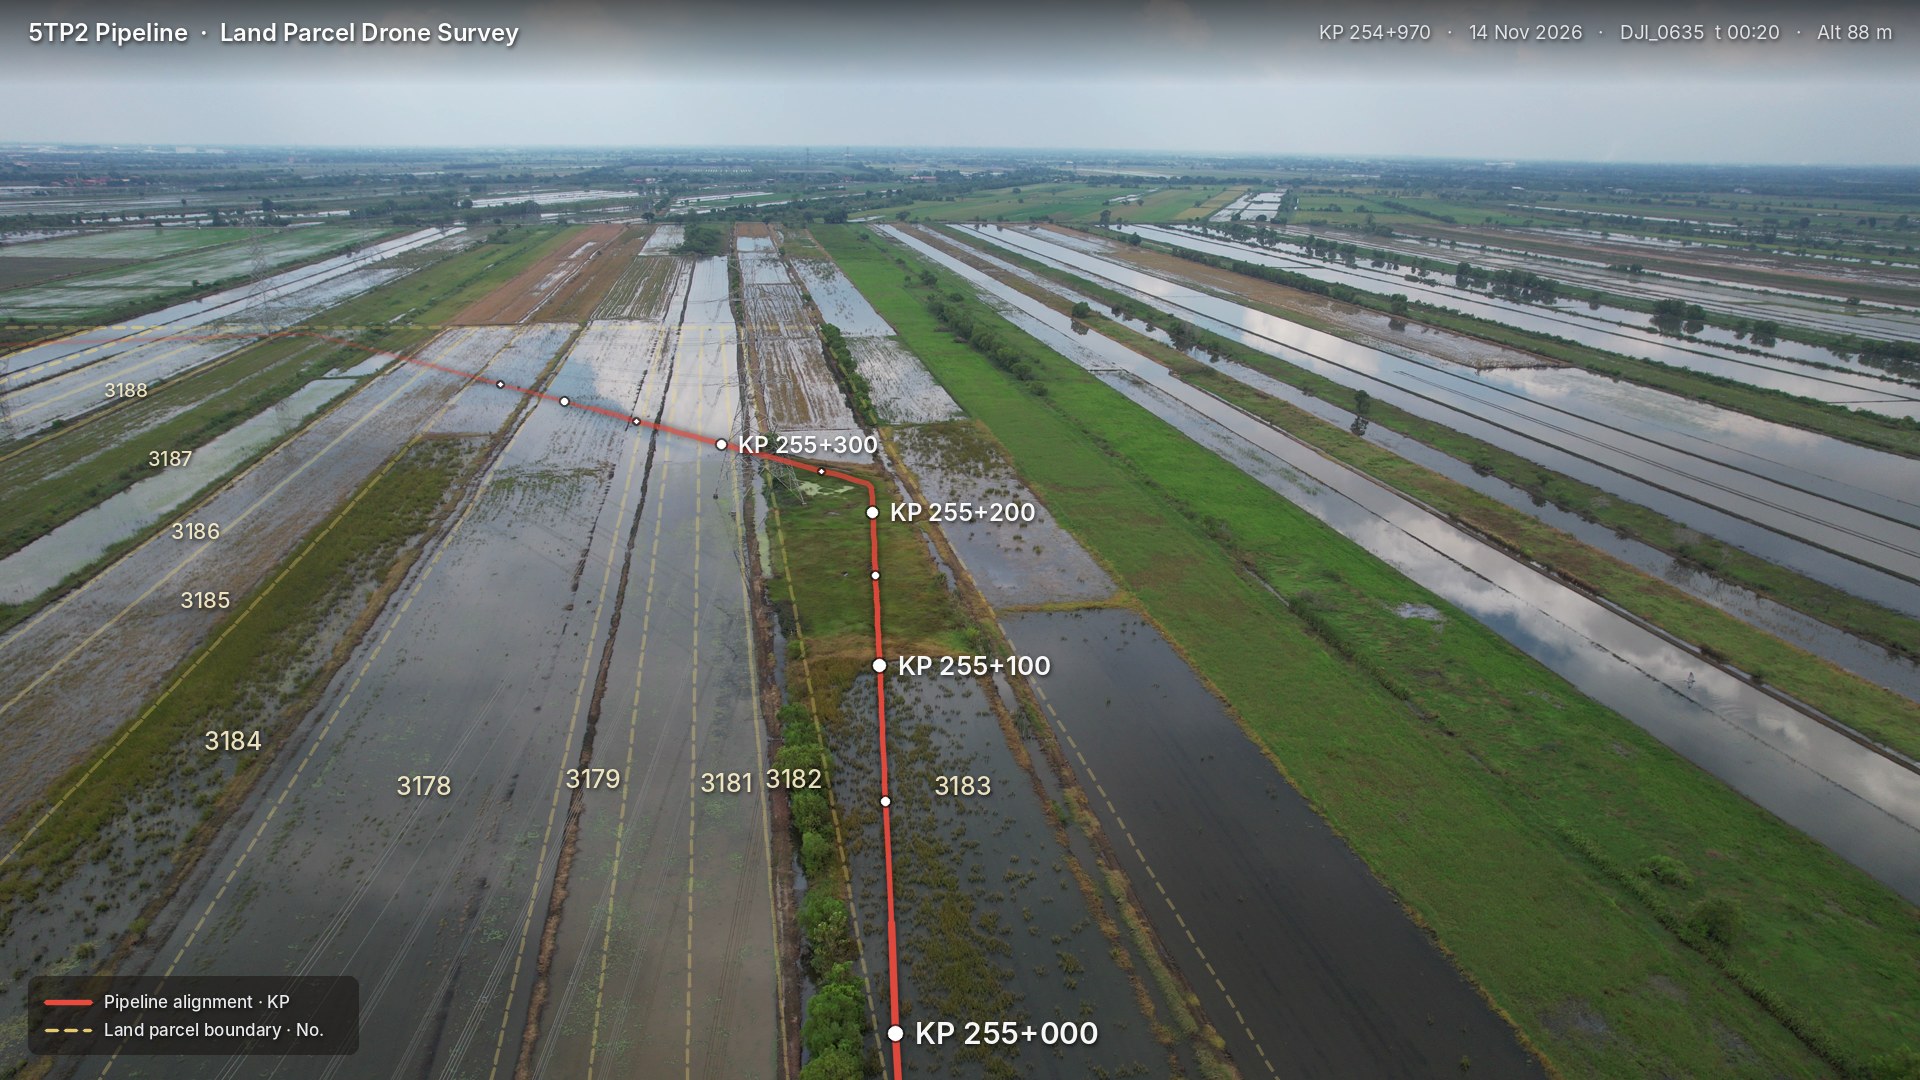 5TP2 Pipeline · Land Parcel Drone Survey
KP 254+970 · 14 Nov 2026 · DJI_0635 t 00:20 · Alt 88 m
3188
KP 255+300
3187
KP 255+200
3186
3185
KP 255+100
3184
3178
3179
3181
3182
3183
Pipeline alignment · KP
Land parcel boundary · No.
KP 255+000